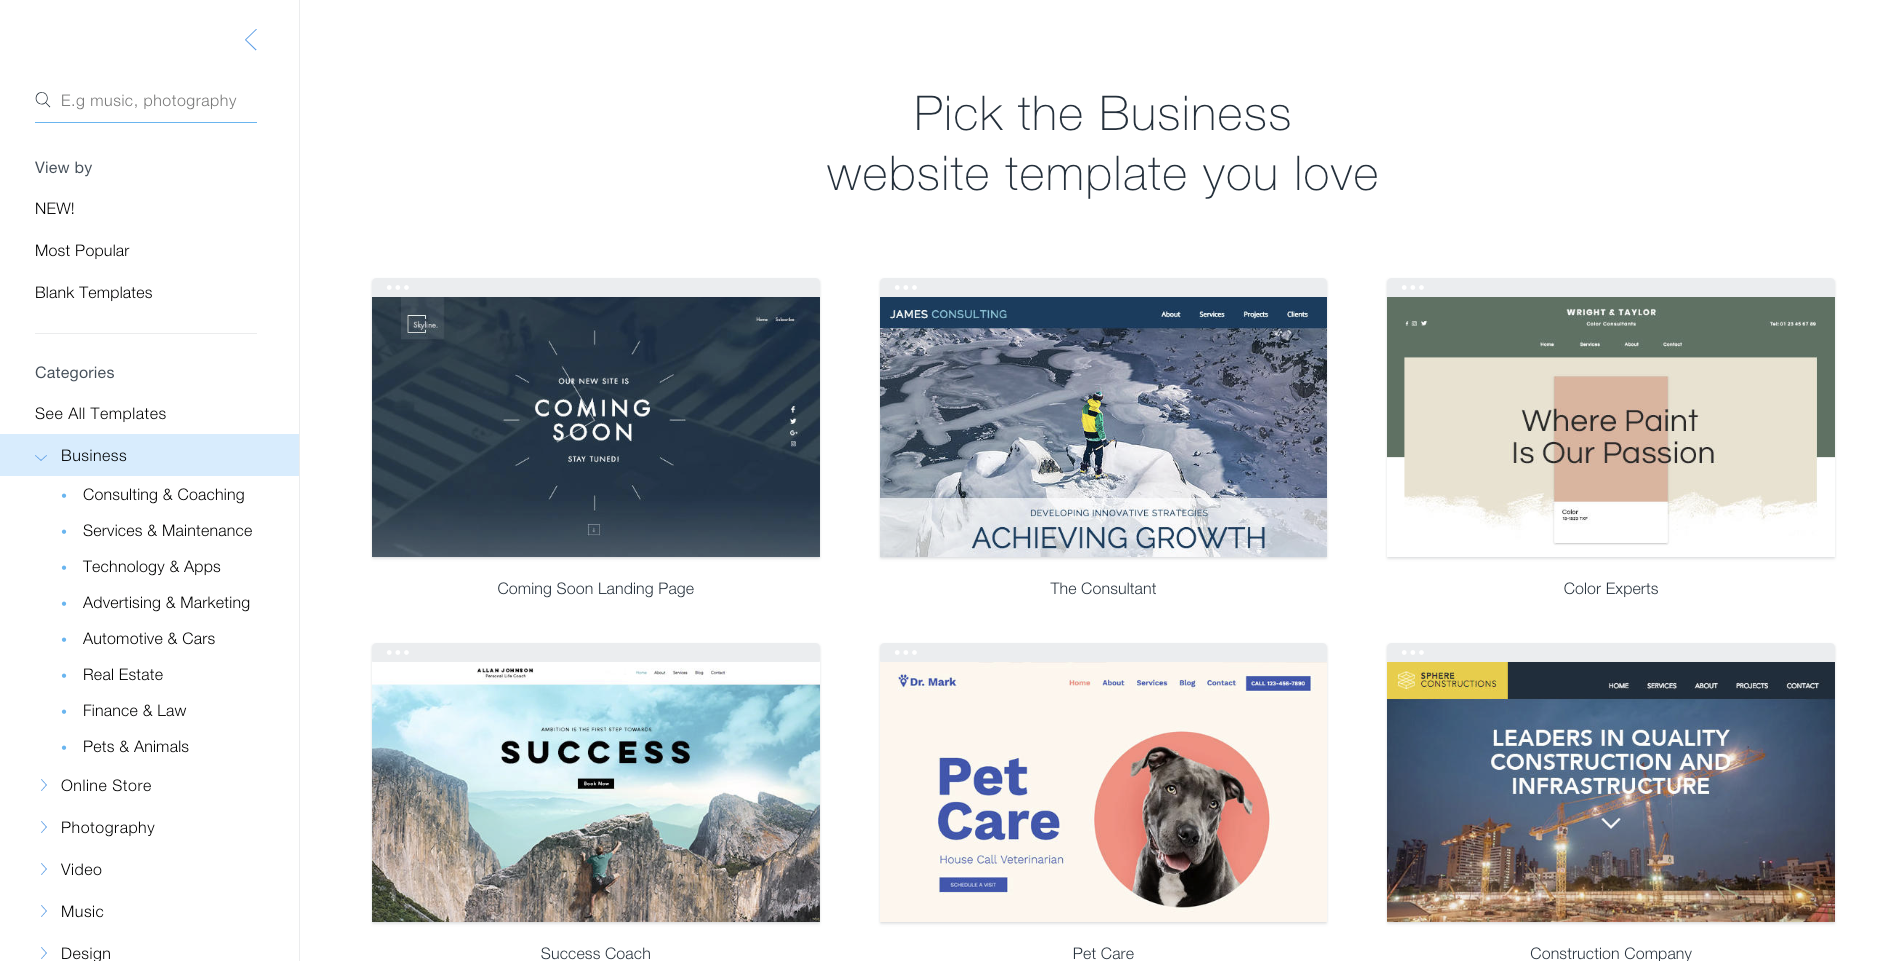 E.g music, photography
View by
NEW!
Most Popular
Blank Templates
Categories
See All Templates
Business
Consulting & Coaching
Services & Maintenance
Technology & Apps
Advertising & Marketing
Automotive & Cars
Real Estate
Finance & Law
Pets & Animals
Online Store
Photography
Video
Music
Design
Pick the Business
website template you love
Skyline.
Home Subscribe
OUR NEW SITE IS
COMING
SOON
STAY TUNED!
Coming Soon Landing Page
JAMES CONSULTING
About Services Projects Clients
DEVELOPING INNOVATIVE STRATEGIES
ACHIEVING GROWTH
The Consultant
WRIGHT & TAYLOR
Color Consultants
Tel: 01 23 45 67 89
Home Services About Contact
Where Paint
Is Our Passion
Color
Color Experts
ALLAN JOHNSON
Personal Life Coach
Home About Services Blog Contact
AMBITION IS THE FIRST STEP TOWARDS
SUCCESS
Book Now
Success Coach
Dr. Mark
Home About Services Blog Contact CALL 123-456-7890
Pet
Care
House Call Veterinarian
SCHEDULE A VISIT
Pet Care
SPHERE
CONSTRUCTIONS
HOME SERVICES ABOUT PROJECTS CONTACT
LEADERS IN QUALITY
CONSTRUCTION AND
INFRASTRUCTURE
Construction Company